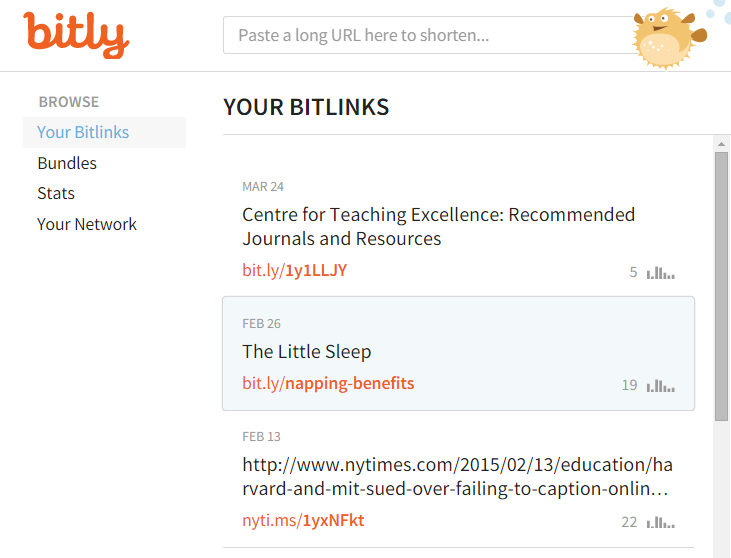 bitly
Paste a long URL here to shorten...
BROWSE
Your Bitlinks
Bundles
Stats
Your Network
YOUR BITLINKS
MAR 24
Centre for Teaching Excellence: Recommended
Journals and Resources
bit.ly/1y1LLJY
5
FEB 26
The Little Sleep
bit.ly/napping-benefits
19
FEB 13
http://www.nytimes.com/2015/02/13/education/ha
rvard-and-mit-sued-over-failing-to-caption-onlin...
nyti.ms/1yxNFkt
22